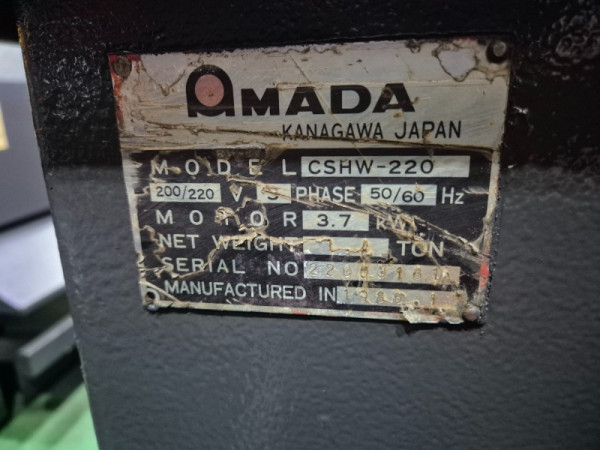 AMADA
KANAGAWA JAPAN
MODEL CSHW-220
200/220 V 3 PHASE 50/60 Hz
MOTOR 3.7 KW
NET WEIGHT TON
SERIAL NO
MANUFACTURED IN